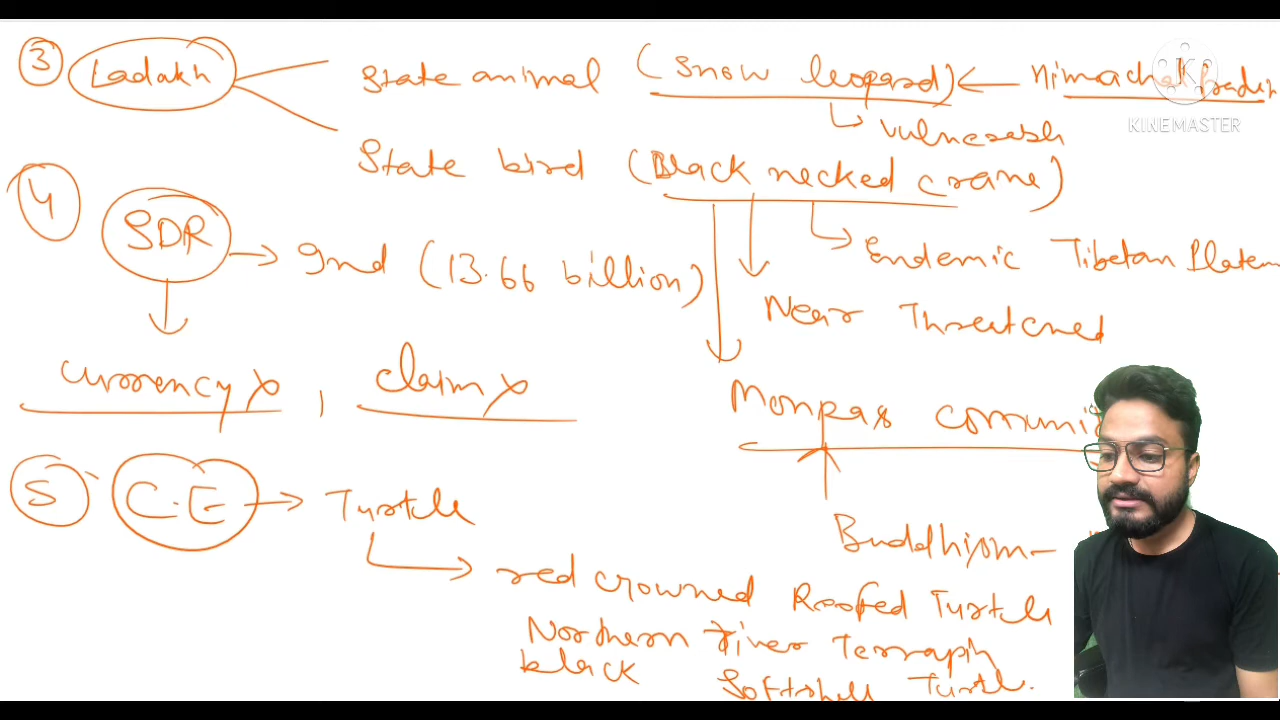 3 Ladakh State animal (Snow leopard) ← Himachal Pradesh
K
KINEMASTER
vulnerable
State bird (Black necked crane)
4 SDR → Ind (13.66 billion)
Endemic Tibetan Plateau
Near Threatened
currency x, claim x
Monpas communi
5 C.E → Turtle
Buddhism
red crowned Roofed Turtle
Northern river Terrapin
black Softshell Turtle.